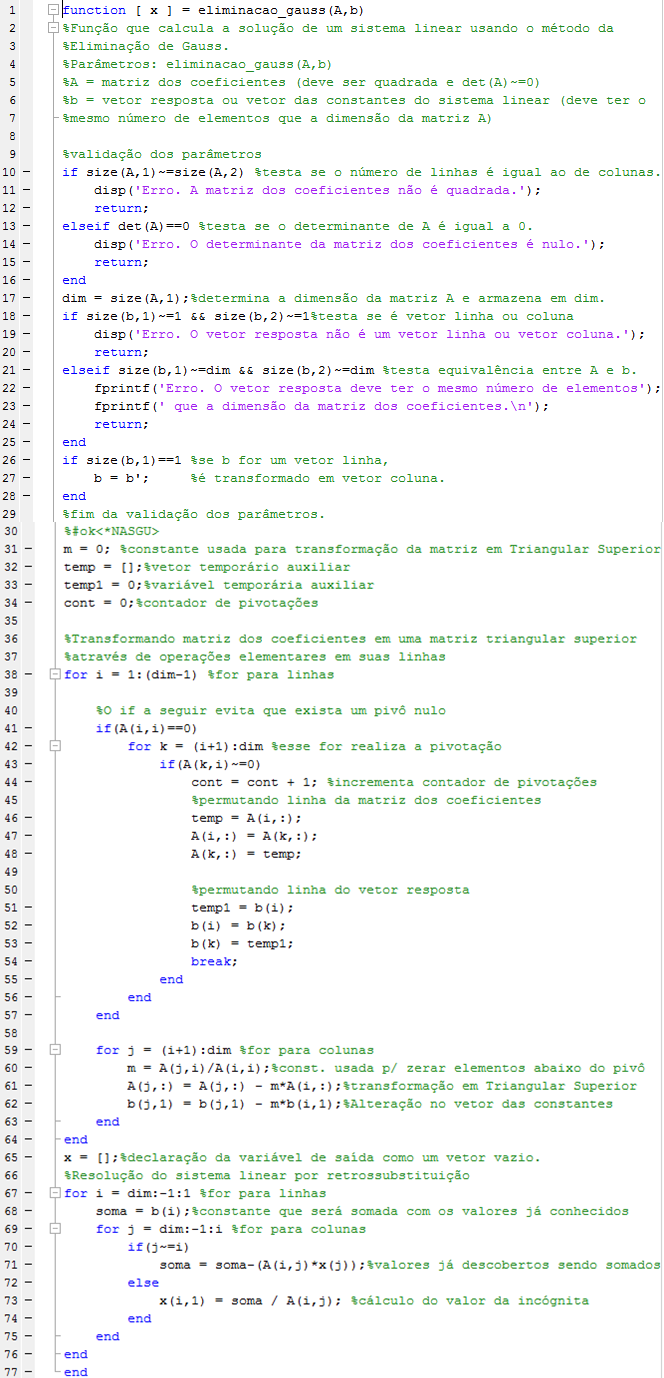 1 function [ x ] = eliminacao_gauss(A,b)
2 %Função que calcula a solução de um sistema linear usando o método da
3 %Eliminação de Gauss.
4 %Parâmetros: eliminacao_gauss(A,b)
5 %A = matriz dos coeficientes (deve ser quadrada e det(A)~=0)
6 %b = vetor resposta ou vetor das constantes do sistema linear (deve ter o
7 %mesmo número de elementos que a dimensão da matriz A)
8
9 %validação dos parâmetros
10 – if size(A,1)~=size(A,2) %testa se o número de linhas é igual ao de colunas.
11 – disp('Erro. A matriz dos coeficientes não é quadrada.');
12 – return;
13 – elseif det(A)==0 %testa se o determinante de A é igual a 0.
14 – disp('Erro. O determinante da matriz dos coeficientes é nulo.');
15 – return;
16 – end
17 – dim = size(A,1);%determina a dimensão da matriz A e armazena em dim.
18 – if size(b,1)~=1 && size(b,2)~=1%testa se é vetor linha ou coluna
19 – disp('Erro. O vetor resposta não é um vetor linha ou vetor coluna.');
20 – return;
21 – elseif size(b,1)~=dim && size(b,2)~=dim %testa equivalência entre A e b.
22 – fprintf('Erro. O vetor resposta deve ter o mesmo número de elementos');
23 – fprintf(' que a dimensão da matriz dos coeficientes.\n');
24 – return;
25 – end
26 – if size(b,1)==1 %se b for um vetor linha,
27 – b = b'; %é transformado em vetor coluna.
28 – end
29 %fim da validação dos parâmetros.
30 %#ok<*NASGU>
31 – m = 0; %constante usada para transformação da matriz em Triangular Superior
32 – temp = [];%vetor temporário auxiliar
33 – temp1 = 0;%variável temporária auxiliar
34 – cont = 0;%contador de pivotações
35
36 %Transformando matriz dos coeficientes em uma matriz triangular superior
37 %através de operações elementares em suas linhas
38 – for i = 1:(dim-1) %for para linhas
39
40 %O if a seguir evita que exista um pivô nulo
41 – if(A(i,i)==0)
42 – for k = (i+1):dim %esse for realiza a pivotação
43 – if(A(k,i)~=0)
44 – cont = cont + 1; %incrementa contador de pivotações
45 %permutando linha da matriz dos coeficientes
46 – temp = A(i,:);
47 – A(i,:) = A(k,:);
48 – A(k,:) = temp;
49
50 %permutando linha do vetor resposta
51 – temp1 = b(i);
52 – b(i) = b(k);
53 – b(k) = temp1;
54 – break;
55 – end
56 – end
57 – end
58
59 – for j = (i+1):dim %for para colunas
60 – m = A(j,i)/A(i,i);%const. usada p/ zerar elementos abaixo do pivô
61 – A(j,:) = A(j,:) - m*A(i,:);%transformação em Triangular Superior
62 – b(j,1) = b(j,1) - m*b(i,1);%Alteração no vetor das constantes
63 – end
64 – end
65 – x = [];%declaração da variável de saída como um vetor vazio.
66 %Resolução do sistema linear por retrossubstituição
67 – for i = dim:-1:1 %for para linhas
68 – soma = b(i);%constante que será somada com os valores já conhecidos
69 – for j = dim:-1:i %for para colunas
70 – if(j~=i)
71 – soma = soma-(A(i,j)*x(j));%valores já descobertos sendo somados
72 – else
73 – x(i,1) = soma / A(i,j); %cálculo do valor da incógnita
74 – end
75 – end
76 – end
77 – end